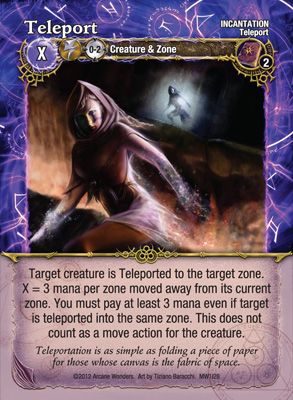 Teleport
INCANTATION
Teleport
X
0-2
Creature & Zone
2
Target creature is Teleported to the target zone.
X = 3 mana per zone moved away from its current
zone. You must pay at least 3 mana even if target
is teleported into the same zone. This does not
count as a move action for the creature.
Teleportation is as simple as folding a piece of paper
for those whose canvas is the fabric of space.
©2012 Arcane Wonders. Art by Tiziano Baracchi.